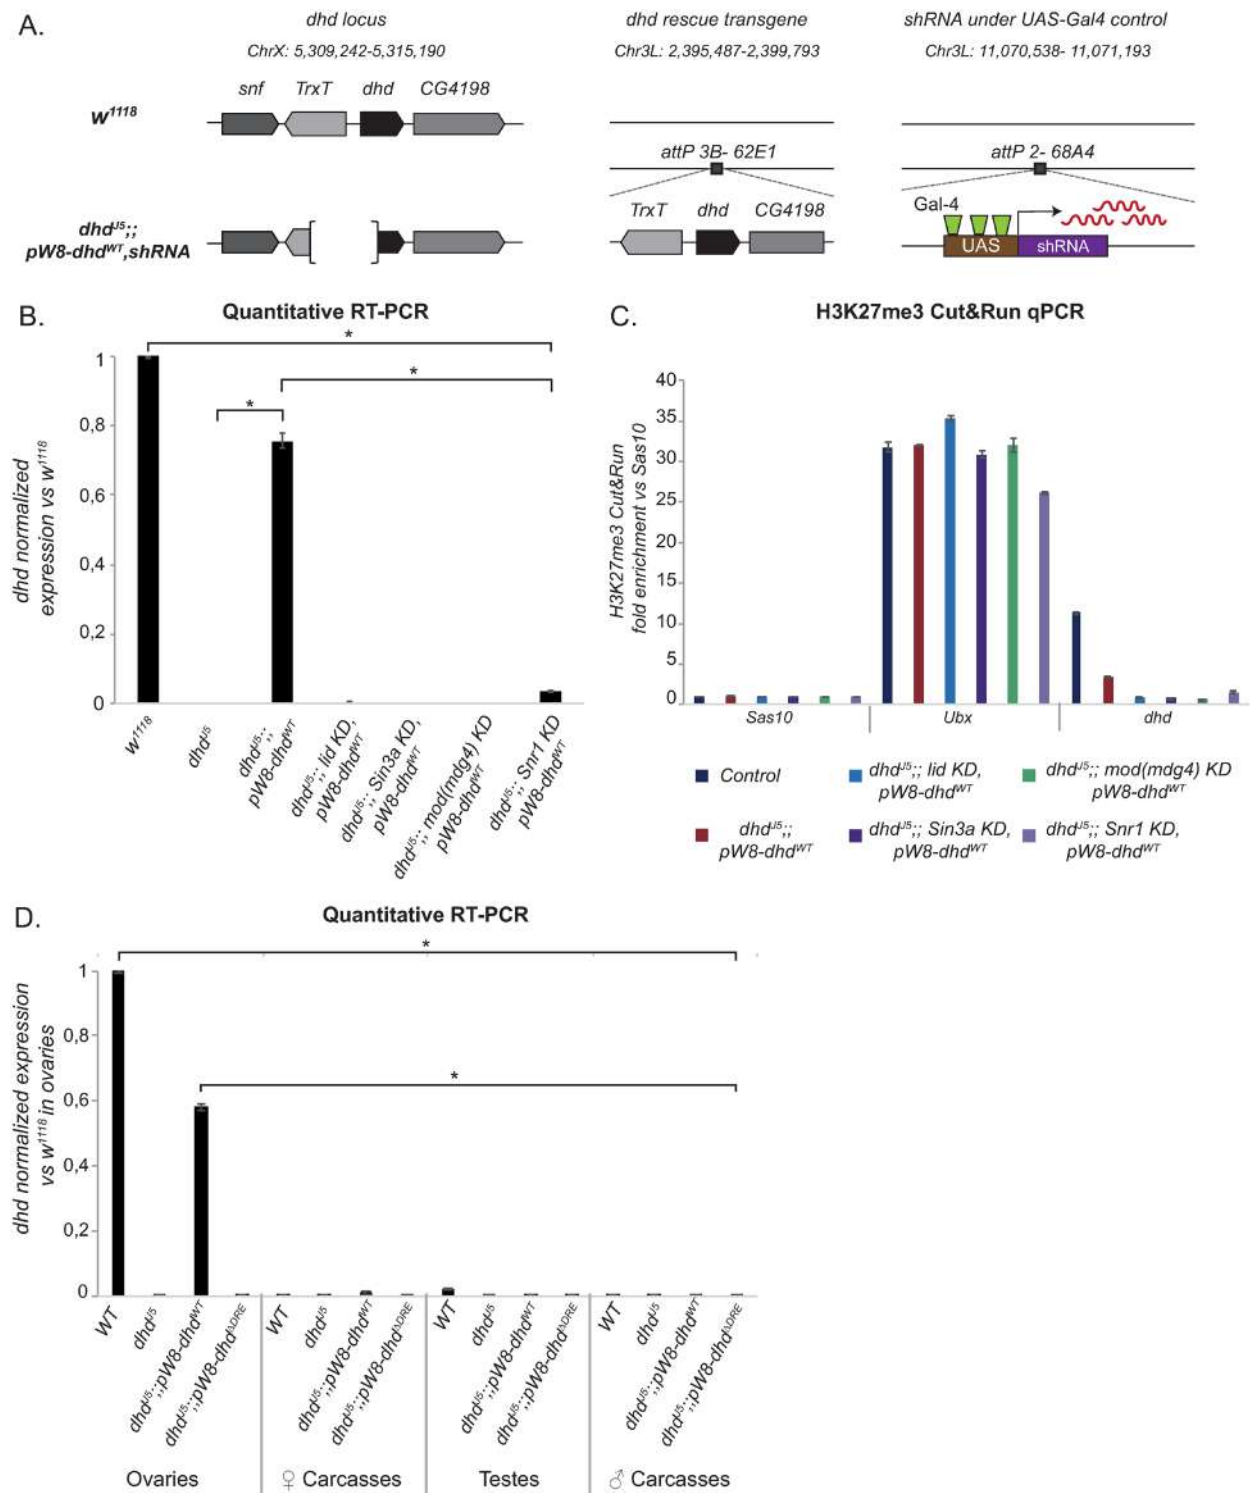 A.
dhd locus
dhd rescue transgene
shRNA under UAS-Gal4 control
ChrX: 5,309,242-5,315,190
Chr3L: 2,395,487-2,399,793
Chr3L: 11,070,538- 11,071,193
snf TrxT dhd CG4198
w1118
attP 3B- 62E1
attP 2- 68A4
dhdJ5;;
pW8-dhdWT,shRNA
TrxT dhd CG4198
Gal-4
UAS shRNA
B.
Quantitative RT-PCR
*
*
*
1
0,8
0,6
0,4
0,2
0
dhd normalized
expression vs w1118
w1118
dhdJ5
dhdJ5;;
pW8-dhdWT
dhdJ5;; lid KD,
pW8-dhdWT
dhdJ5;; Sin3a KD,
pW8-dhdWT
dhdJ5;; mod(mdg4) KD
pW8-dhdWT
dhdJ5;; Snr1 KD
pW8-dhdWT
C.
H3K27me3 Cut&Run qPCR
H3K27me3 Cut&Run
fold enrichment vs Sas10
40
35
30
25
20
15
10
5
0
Sas10
Ubx
dhd
Control
dhdJ5;; lid KD,
pW8-dhdWT
dhdJ5;; mod(mdg4) KD
pW8-dhdWT
dhdJ5;;
pW8-dhdWT
dhdJ5;; Sin3a KD,
pW8-dhdWT
dhdJ5;; Snr1 KD,
pW8-dhdWT
D.
Quantitative RT-PCR
*
*
dhd normalized expression
vs w1118 in ovaries
1
0,8
0,6
0,4
0,2
0
WT
dhdJ5
dhdJ5;;pW8-dhdWT
dhdJ5;;pW8-dhdΔDRE
WT
dhdJ5
dhdJ5;;pW8-dhdWT
dhdJ5;;pW8-dhdΔDRE
WT
dhdJ5
dhdJ5;;pW8-dhdWT
dhdJ5;;pW8-dhdΔDRE
WT
dhdJ5
dhdJ5;;pW8-dhdWT
dhdJ5;;pW8-dhdΔDRE
Ovaries
♀ Carcasses
Testes
♂ Carcasses